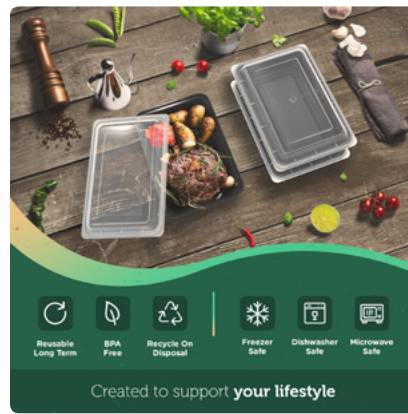 Reusable
Long Term
BPA
Free
Recycle On
Disposal
Freezer
Safe
Dishwasher
Safe
Microwave
Safe
Created to support your lifestyle